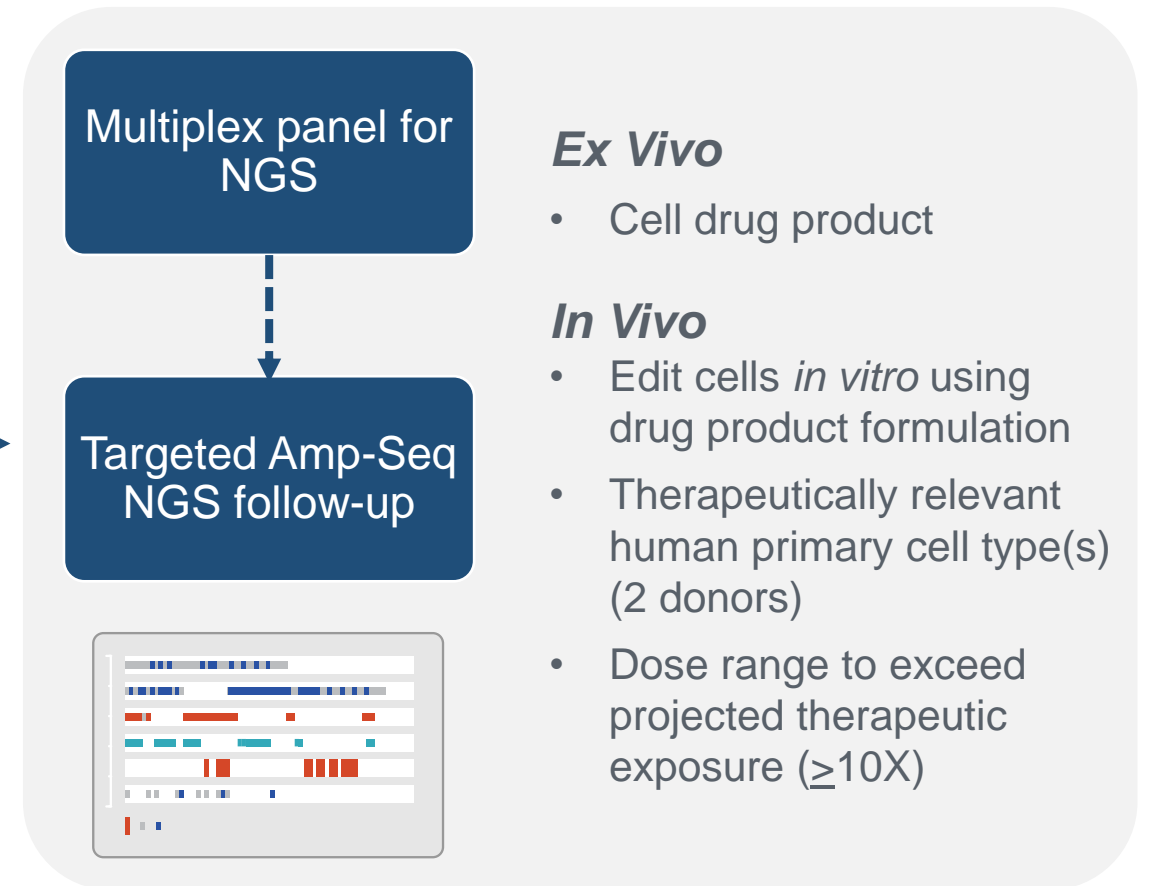 Multiplex panel for
NGS
Targeted Amp-Seq
NGS follow-up
Ex Vivo
• Cell drug product
In Vivo
• Edit cells in vitro using
drug product formulation
• Therapeutically relevant
human primary cell type(s)
(2 donors)
• Dose range to exceed
projected therapeutic
exposure (>10X)